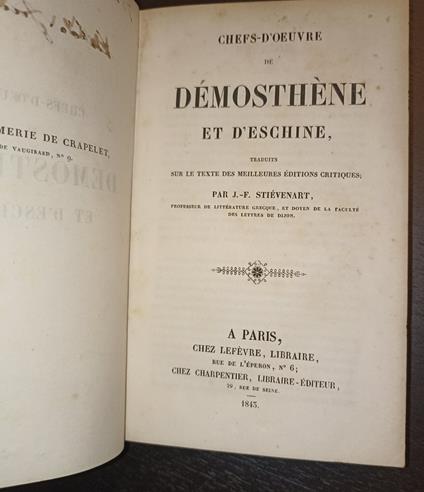 MERIE DE CRAPELET,
DE VAUGIRARD, N° 9.
CHEFS-D'OEUVRE
DE
DÉMOSTHÈNE
ET D'ESCHINE,
TRADUITS
SUR LE TEXTE DES MEILLEURES ÉDITIONS CRITIQUES;
PAR J.-F. STIÉVENART,
PROFESSEUR DE LITTÉRATURE GRECQUE, ET DOYEN DE LA FACULTÉ
DES LETTRES DE DIJON.
A PARIS,
CHEZ LEFÈVRE, LIBRAIRE,
RUE DE L'ÉPERON, N° 6;
CHEZ CHARPENTIER, LIBRAIRE-ÉDITEUR,
29, RUE DE SEINE.
1843.